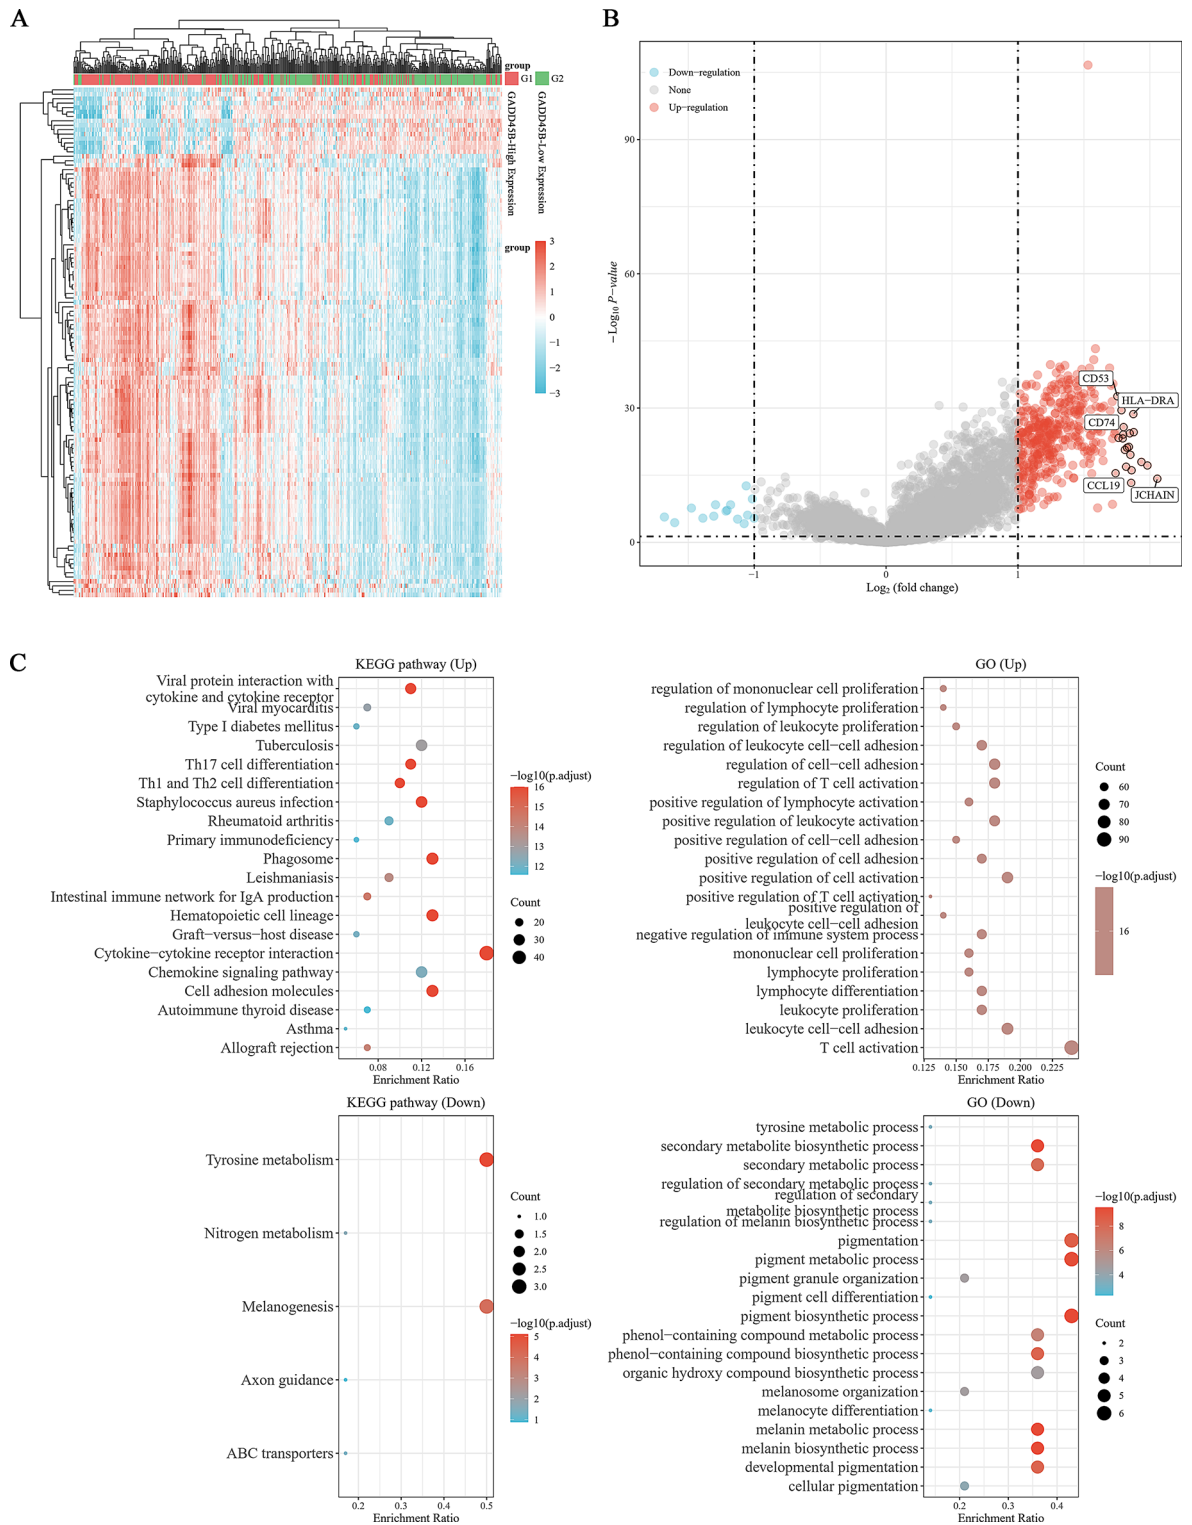 A
group
G1
G2
GADD45B-High Expression
GADD45B-Low Expression
group
3
2
1
0
−1
−2
−3
B
Down−regulation
None
Up−regulation
−Log10 P−value
90
60
30
0
CD53
HLA−DRA
CD74
CCL19
JCHAIN
−1
0
1
Log2 (fold change)
C
KEGG pathway (Up)
Viral protein interaction with
cytokine and cytokine receptor
Viral myocarditis
Type I diabetes mellitus
Tuberculosis
Th17 cell differentiation
Th1 and Th2 cell differentiation
Staphylococcus aureus infection
Rheumatoid arthritis
Primary immunodeficiency
Phagosome
Leishmaniasis
Intestinal immune network for IgA production
Hematopoietic cell lineage
Graft−versus−host disease
Cytokine−cytokine receptor interaction
Chemokine signaling pathway
Cell adhesion molecules
Autoimmune thyroid disease
Asthma
Allograft rejection
0.08
0.12
0.16
Enrichment Ratio
−log10(p.adjust)
16
15
14
13
12
Count
20
30
40
GO (Up)
regulation of mononuclear cell proliferation
regulation of lymphocyte proliferation
regulation of leukocyte proliferation
regulation of leukocyte cell−cell adhesion
regulation of cell−cell adhesion
regulation of T cell activation
positive regulation of lymphocyte activation
positive regulation of leukocyte activation
positive regulation of cell−cell adhesion
positive regulation of cell adhesion
positive regulation of cell activation
positive regulation of T cell activation
positive regulation of
leukocyte cell−cell adhesion
negative regulation of immune system process
mononuclear cell proliferation
lymphocyte proliferation
lymphocyte differentiation
leukocyte proliferation
leukocyte cell−cell adhesion
T cell activation
0.125
0.150
0.175
0.200
0.225
Enrichment Ratio
Count
60
70
80
90
−log10(p.adjust)
16
KEGG pathway (Down)
Tyrosine metabolism
Nitrogen metabolism
Melanogenesis
Axon guidance
ABC transporters
0.2
0.3
0.4
0.5
Enrichment Ratio
Count
1.0
1.5
2.0
2.5
3.0
−log10(p.adjust)
5
4
3
2
1
GO (Down)
tyrosine metabolic process
secondary metabolite biosynthetic process
secondary metabolic process
regulation of secondary metabolic process
regulation of secondary
metabolite biosynthetic process
regulation of melanin biosynthetic process
pigmentation
pigment metabolic process
pigment granule organization
pigment cell differentiation
pigment biosynthetic process
phenol−containing compound metabolic process
phenol−containing compound biosynthetic process
organic hydroxy compound biosynthetic process
melanosome organization
melanocyte differentiation
melanin metabolic process
melanin biosynthetic process
developmental pigmentation
cellular pigmentation
0.2
0.3
0.4
Enrichment Ratio
−log10(p.adjust)
8
6
4
Count
2
3
4
5
6